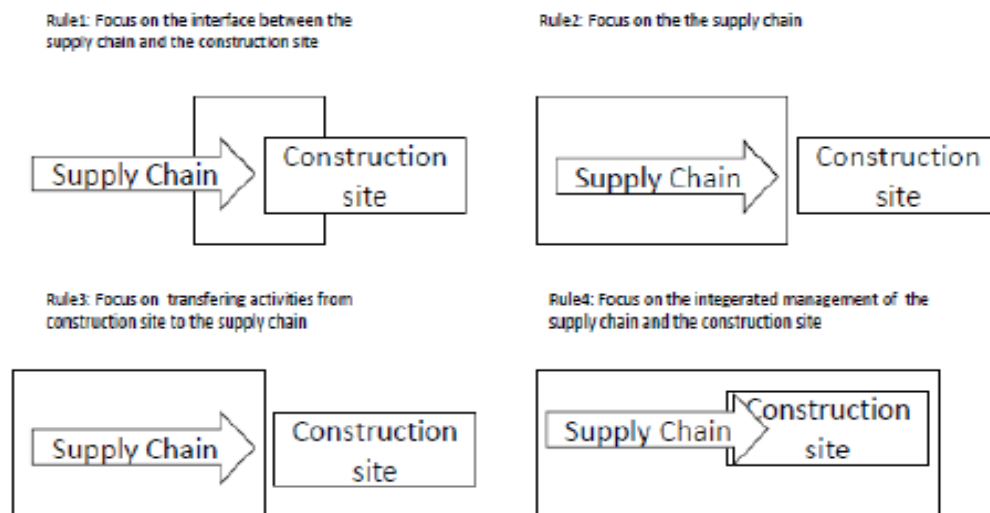 Rule1: Focus on the interface between the
supply chain and the construction site
Rule2: Focus on the the supply chain
Supply Chain
Construction
site
Supply Chain
Construction
site
Rule3: Focus on transfering activities from
construction site to the supply chain
Rule4: Focus on the integerated management of the
supply chain and the construction site
Supply Chain
Construction
site
Supply Chain
Construction
site